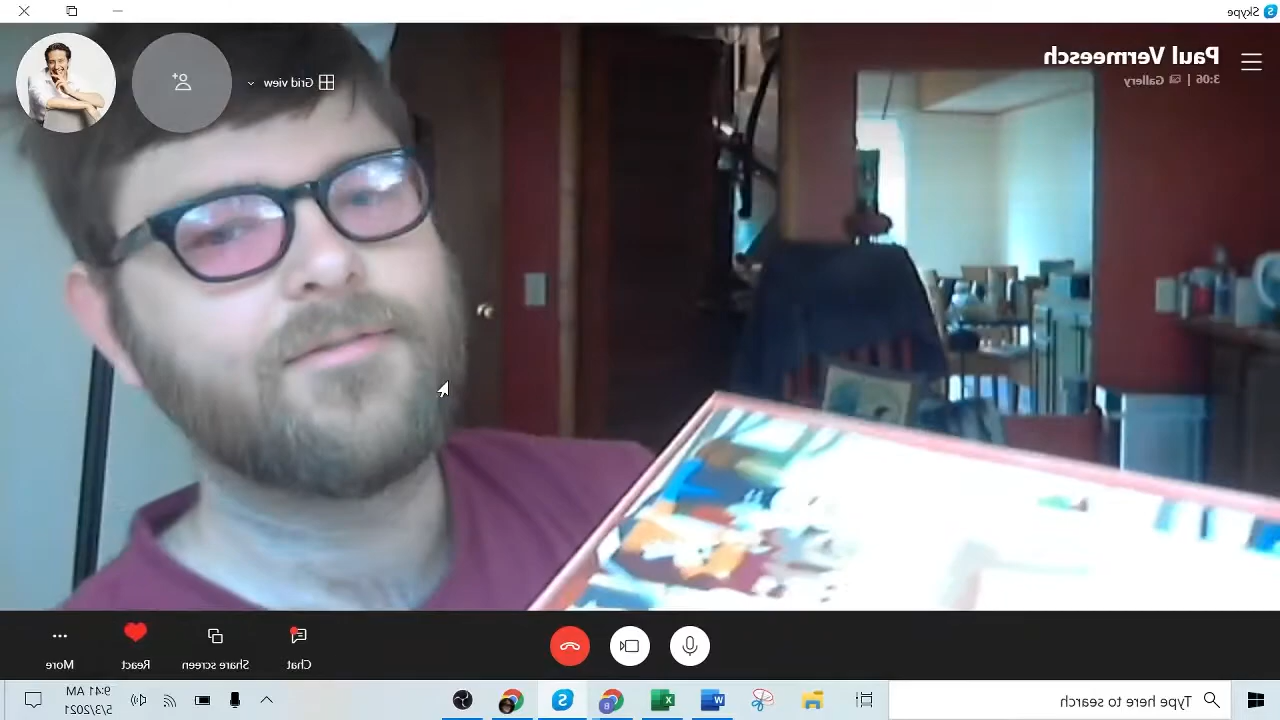 Skype
Paul Vermeesch
3:06 | Gallery
Grid view
More
React
Share screen
Chat
Type here to search
9:41 AM
5/3/2021